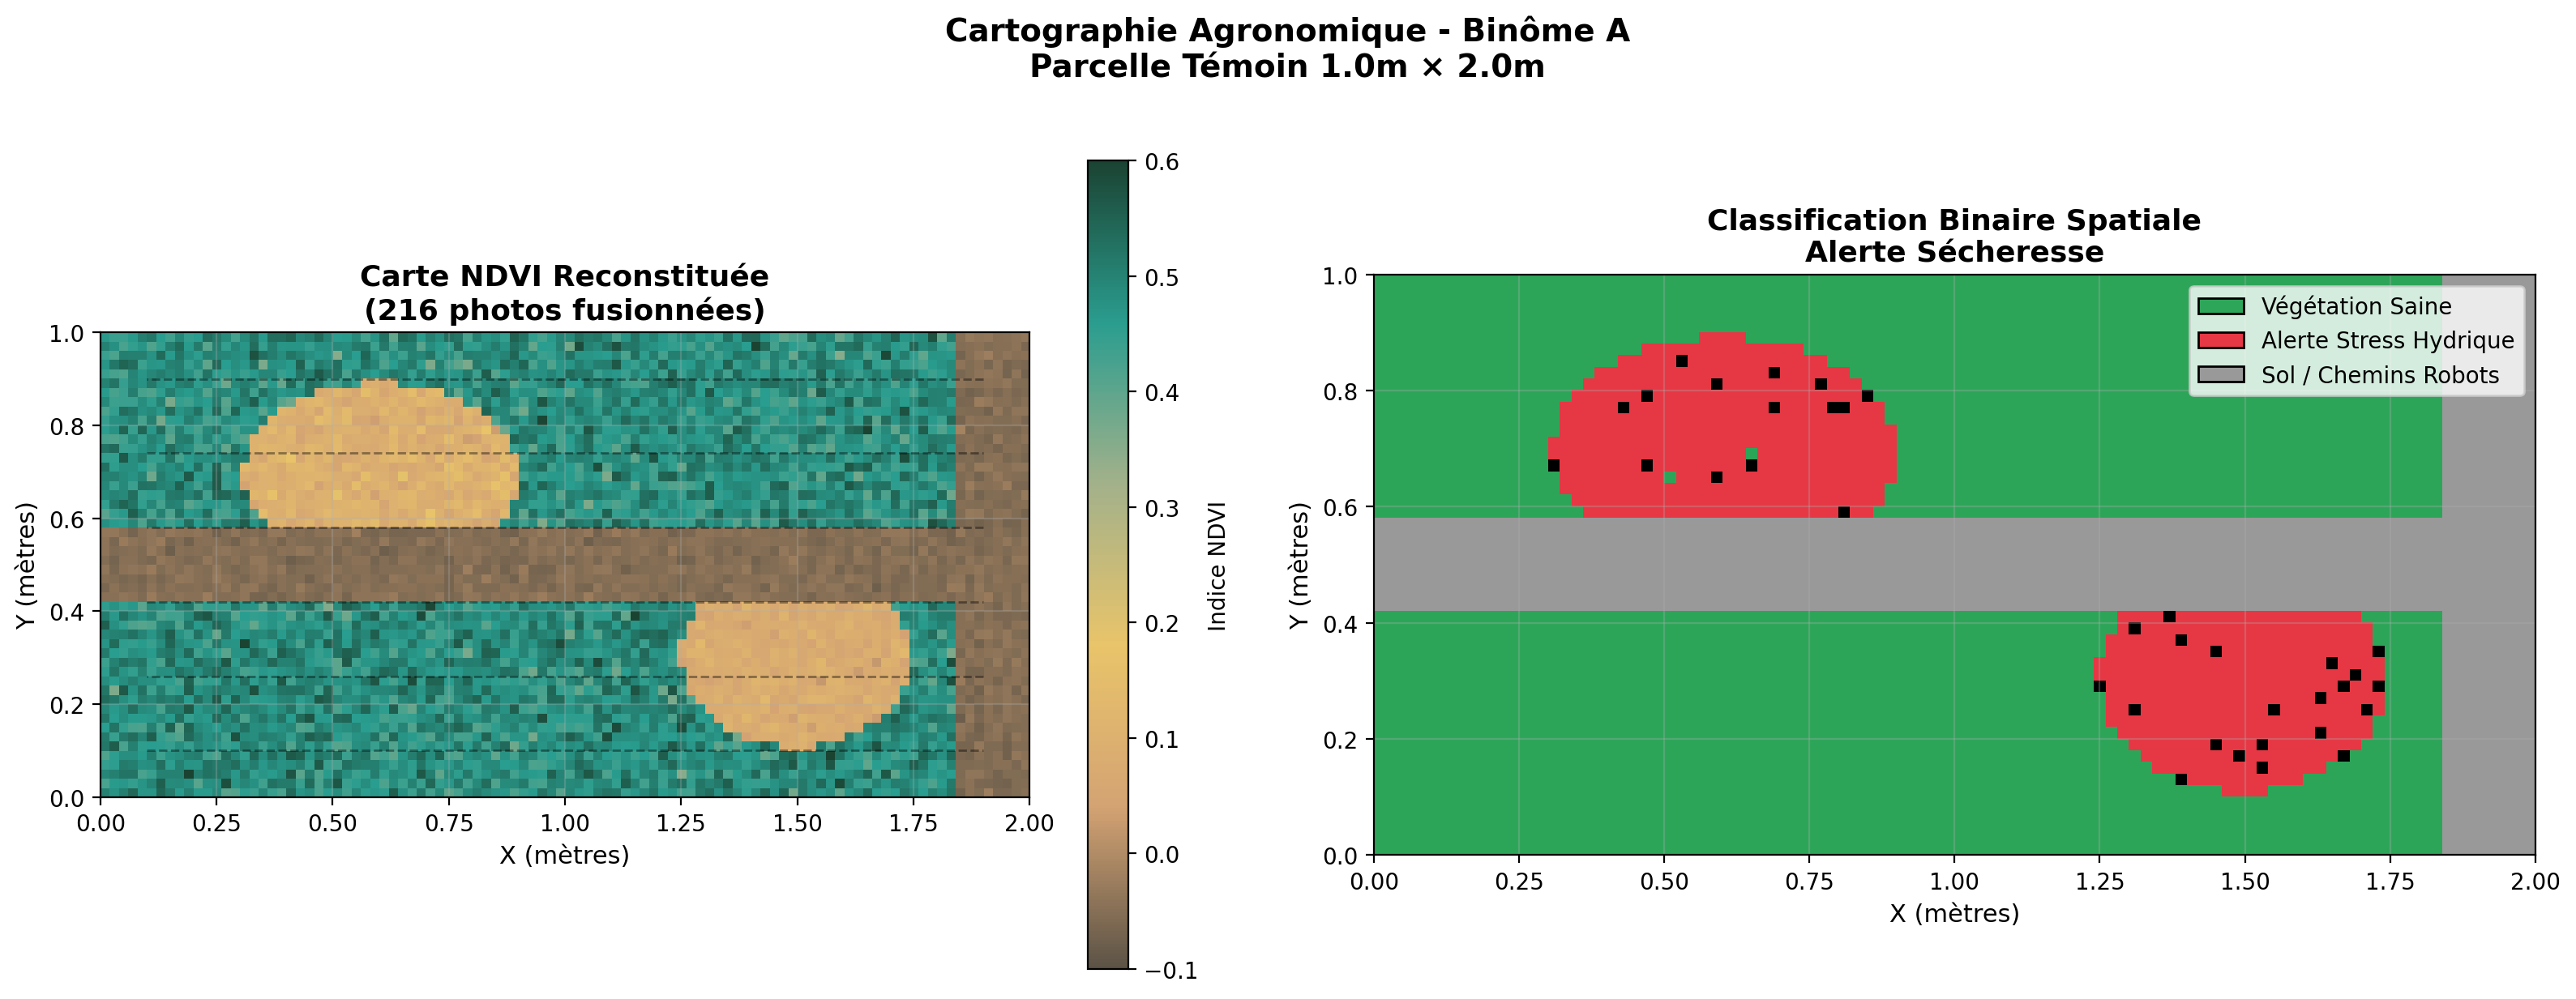 Cartographie Agronomique - Binôme A
Parcelle Témoin 1.0m × 2.0m
Carte NDVI Reconstituée
(216 photos fusionnées)
1.0
0.8
0.6
0.4
0.2
0.0
Y (mètres)
0.00 0.25 0.50 0.75 1.00 1.25 1.50 1.75 2.00
X (mètres)
0.6
0.5
0.4
0.3
0.2
0.1
0.0
−0.1
Indice NDVI
Classification Binaire Spatiale
Alerte Sécheresse
Végétation Saine
Alerte Stress Hydrique
Sol / Chemins Robots
1.0
0.8
0.6
0.4
0.2
0.0
Y (mètres)
0.00 0.25 0.50 0.75 1.00 1.25 1.50 1.75 2.00
X (mètres)